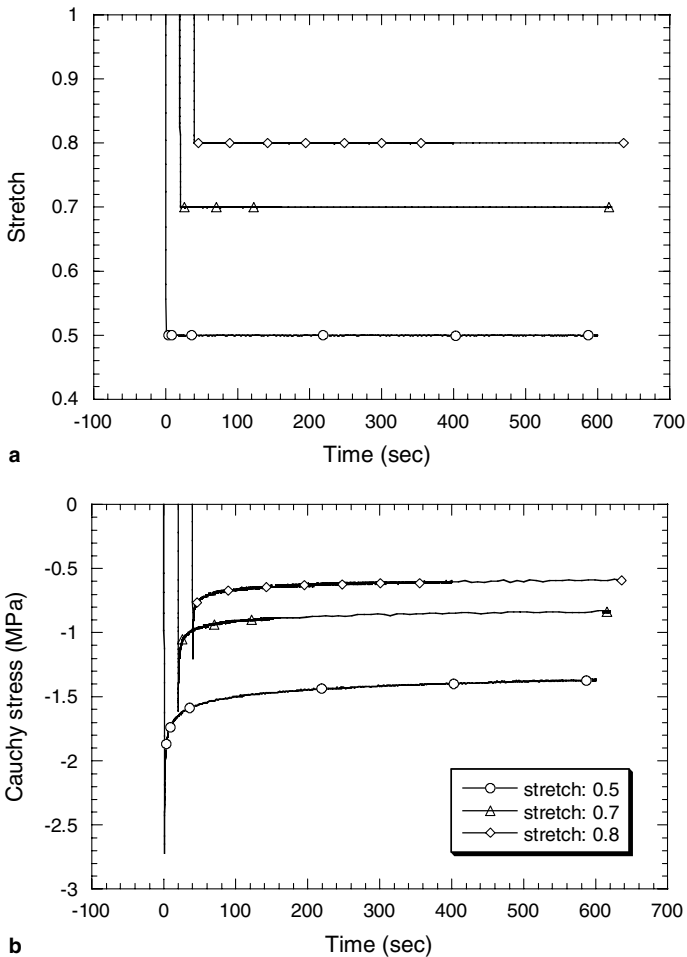 1
0.9
0.8
0.7
0.6
0.5
0.4
Stretch
-100 0 100 200 300 400 500 600 700
a
Time (sec)
0
-0.5
-1
-1.5
-2
-2.5
-3
Cauchy stress (MPa)
stretch: 0.5
stretch: 0.7
stretch: 0.8
-100 0 100 200 300 400 500 600 700
b
Time (sec)